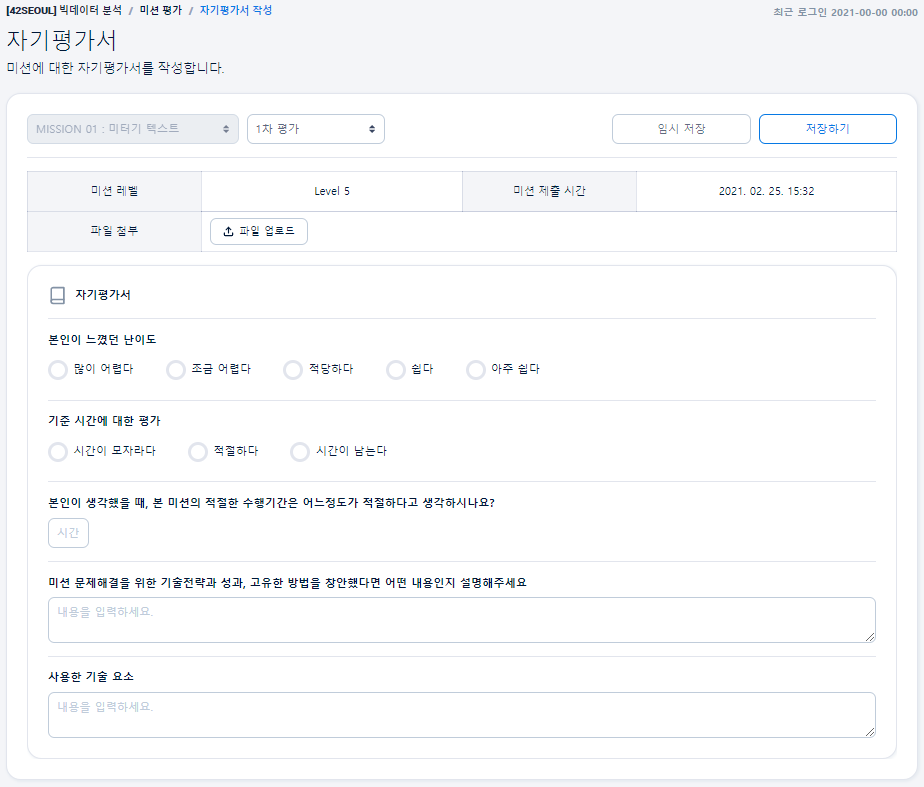 [42SEOUL] 빅데이터 분석 / 미션 평가 / 자기평가서 작성
최근 로그인 2021-00-00 00:00
자기평가서
미션에 대한 자기평가서를 작성합니다.
MISSION 01 : 미터기 텍스트
1차 평가
임시 저장
저장하기
미션 레벨
Level 5
미션 제출 시간
2021. 02. 25. 15:32
파일 첨부
파일 업로드
자기평가서
본인이 느꼈던 난이도
많이 어렵다
조금 어렵다
적당하다
쉽다
아주 쉽다
기준 시간에 대한 평가
시간이 모자라다
적절하다
시간이 남는다
본인이 생각했을 때, 본 미션의 적절한 수행기간은 어느정도가 적절하다고 생각하시나요?
시간
미션 문제해결을 위한 기술전략과 성과, 고유한 방법을 창안했다면 어떤 내용인지 설명해주세요
내용을 입력하세요.
사용한 기술 요소
내용을 입력하세요.